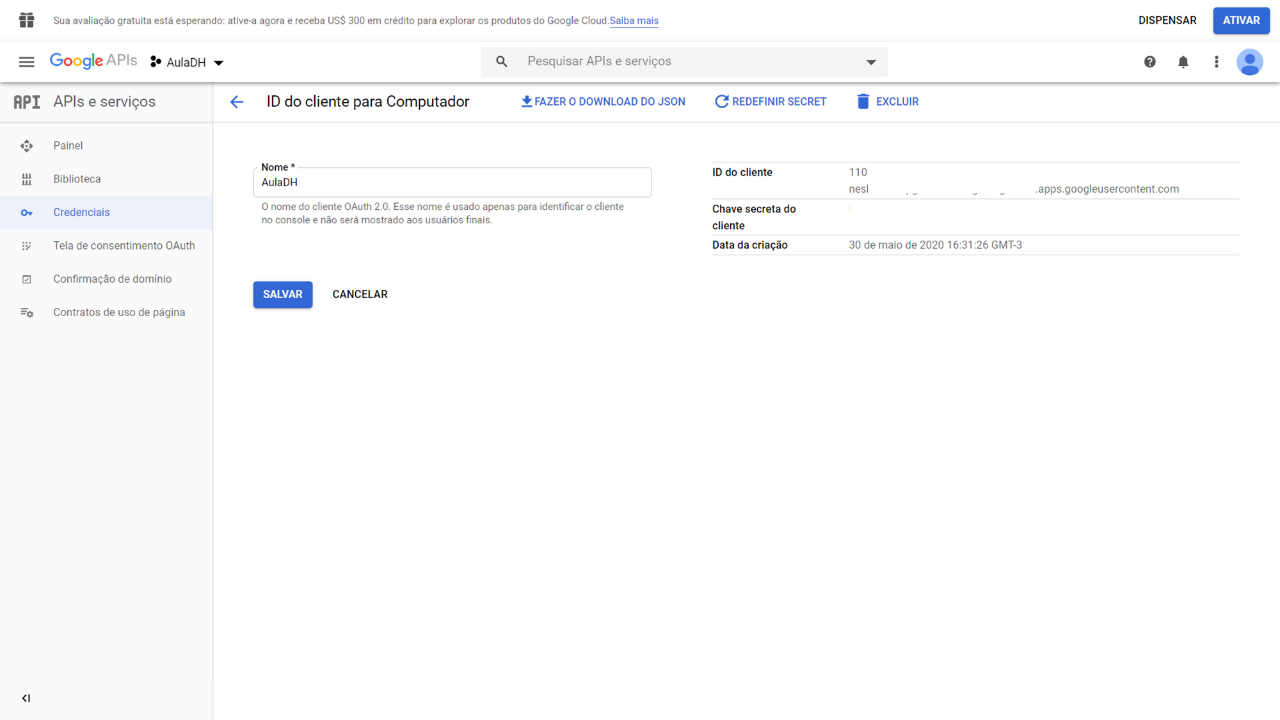 Sua avaliação gratuita está esperando: ative-a agora e receba US$ 300 em crédito para explorar os produtos do Google Cloud.Saiba mais
DISPENSAR
ATIVAR
Google APIs
AulaDH
Pesquisar APIs e serviços
API APIs e serviços
ID do cliente para Computador
FAZER O DOWNLOAD DO JSON
REDEFINIR SECRET
EXCLUIR
Painel
Biblioteca
Credenciais
Tela de consentimento OAuth
Confirmação de domínio
Contratos de uso de página
Nome *
AulaDH
O nome do cliente OAuth 2.0. Esse nome é usado apenas para identificar o cliente
no console e não será mostrado aos usuários finais.
SALVAR
CANCELAR
ID do cliente
110
nesl .apps.googleusercontent.com
Chave secreta do
cliente
Data da criação
30 de maio de 2020 16:31:26 GMT-3